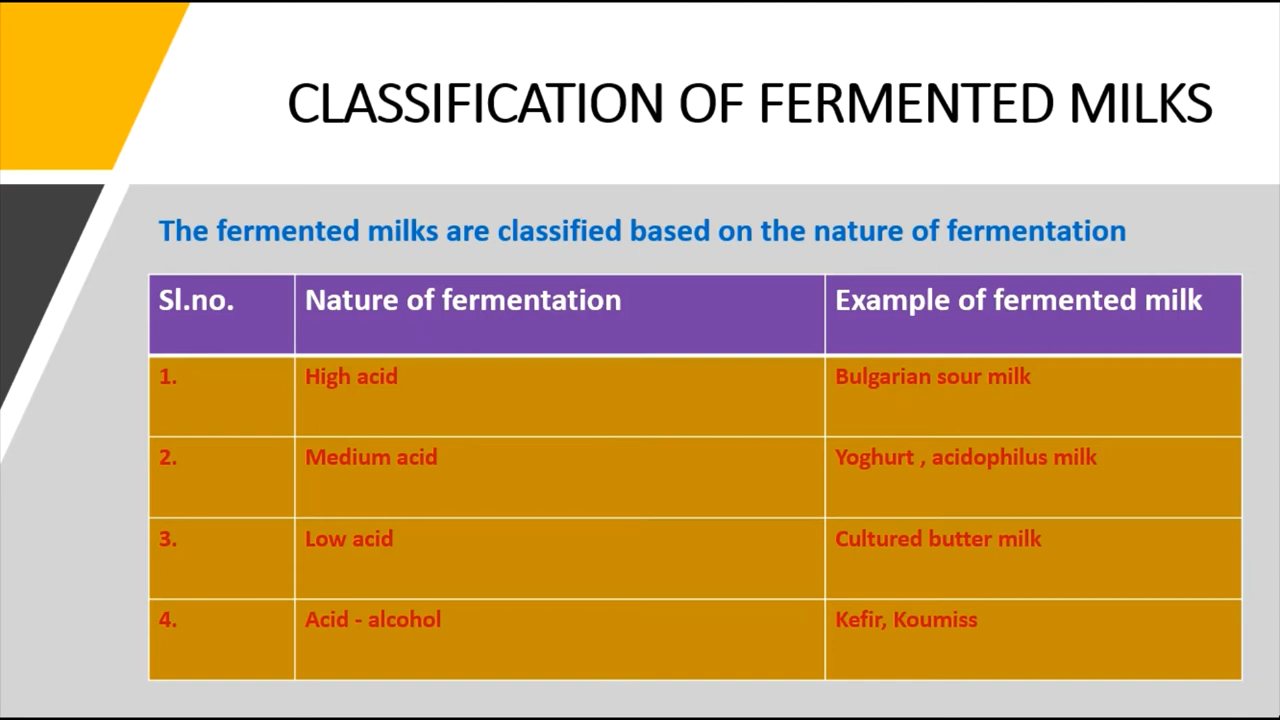 CLASSIFICATION OF FERMENTED MILKS
The fermented milks are classified based on the nature of fermentation
Sl.no. Nature of fermentation Example of fermented milk
1. High acid Bulgarian sour milk
2. Medium acid Yoghurt , acidophilus milk
3. Low acid Cultured butter milk
4. Acid - alcohol Kefir, Koumiss